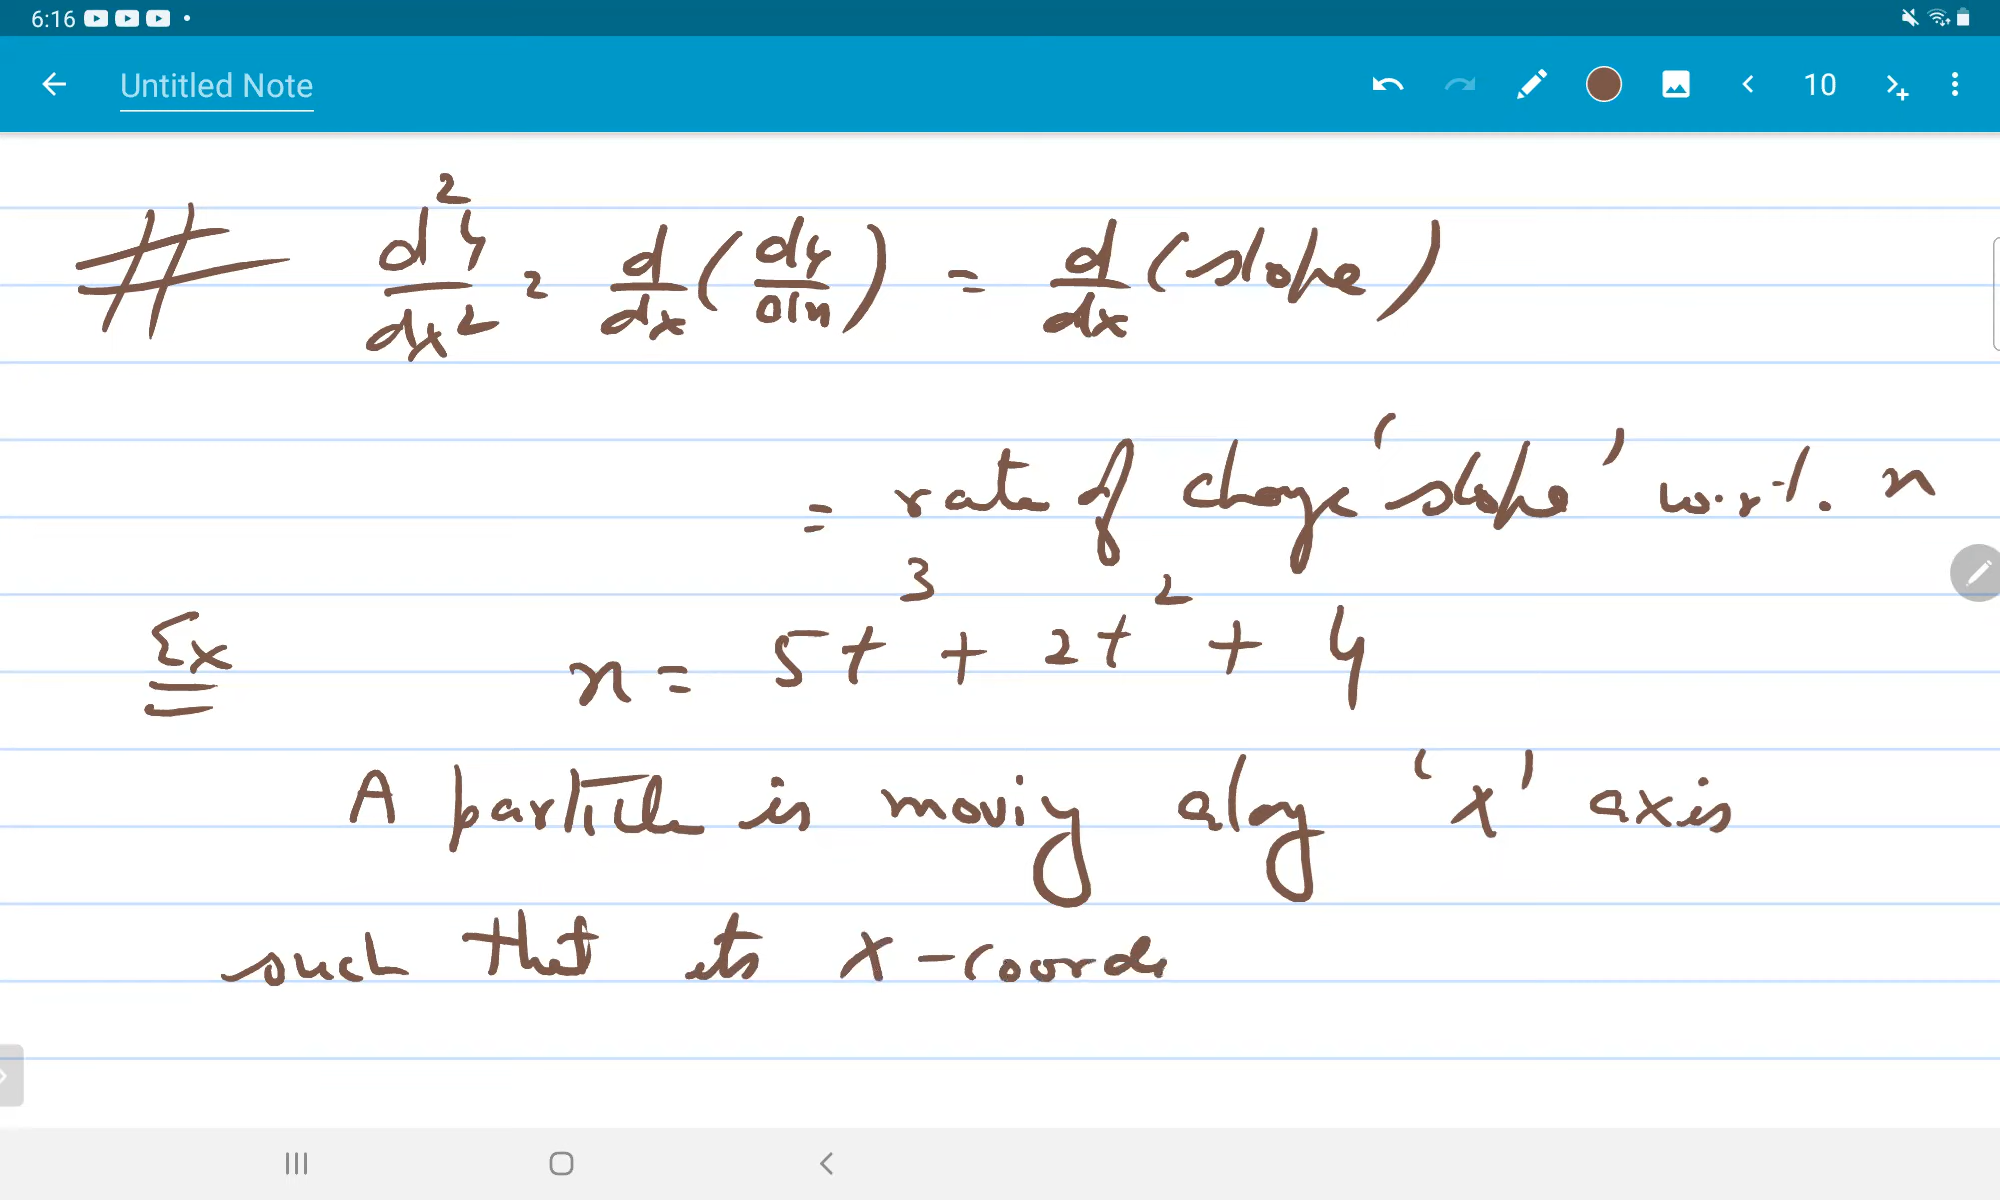 6:16
Untitled Note
10
# d²y/dx² = d/dx (dy/dx) = d/dx (slope)
= rate of change 'slope' w.r.t. x
Ex x = 5t³ + 2t² + 4
A particle is moving along 'x' axis
such that its x-coordi